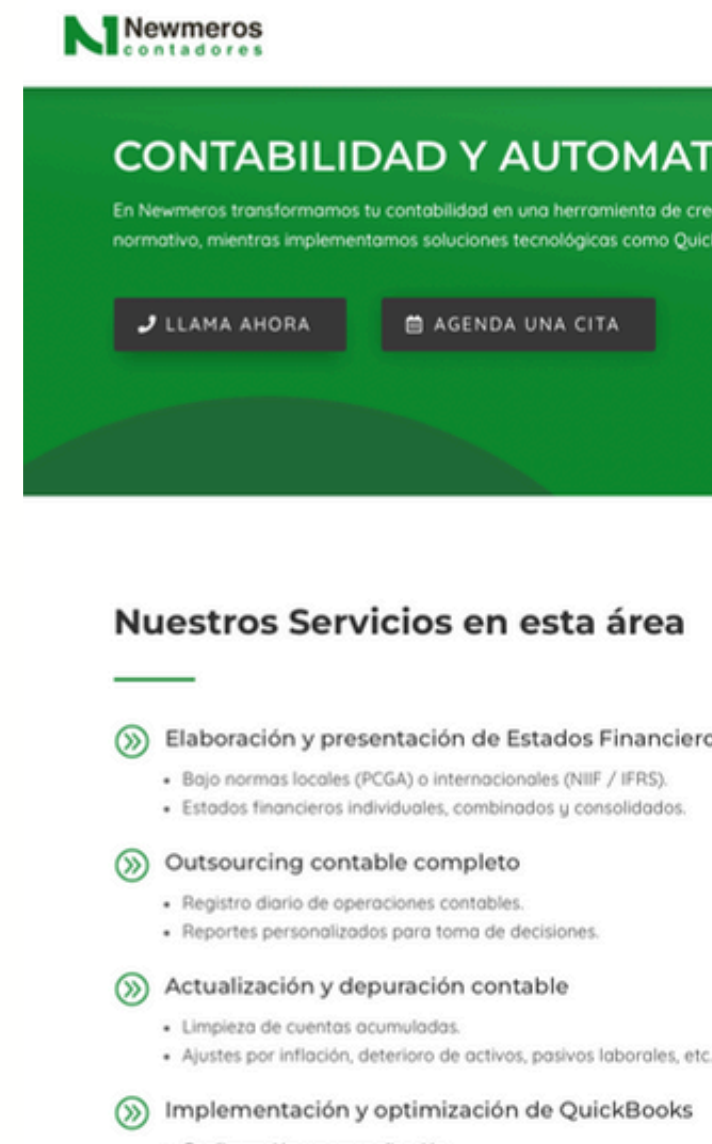 Newmeros
contadores
CONTABILIDAD Y AUTOMAT
En Newmeros transformamos tu contabilidad en una herramienta de cre
normativo, mientras implementamos soluciones tecnológicas como Quic
LLAMA AHORA
AGENDA UNA CITA
Nuestros Servicios en esta área
Elaboración y presentación de Estados Financiero
• Bajo normas locales (PCGA) o internacionales (NIIF / IFRS).
• Estados financieros individuales, combinados y consolidados.
Outsourcing contable completo
• Registro diario de operaciones contables.
• Reportes personalizados para toma de decisiones.
Actualización y depuración contable
• Limpieza de cuentas acumuladas.
• Ajustes por inflación, deterioro de activos, pasivos laborales, etc.
Implementación y optimización de QuickBooks